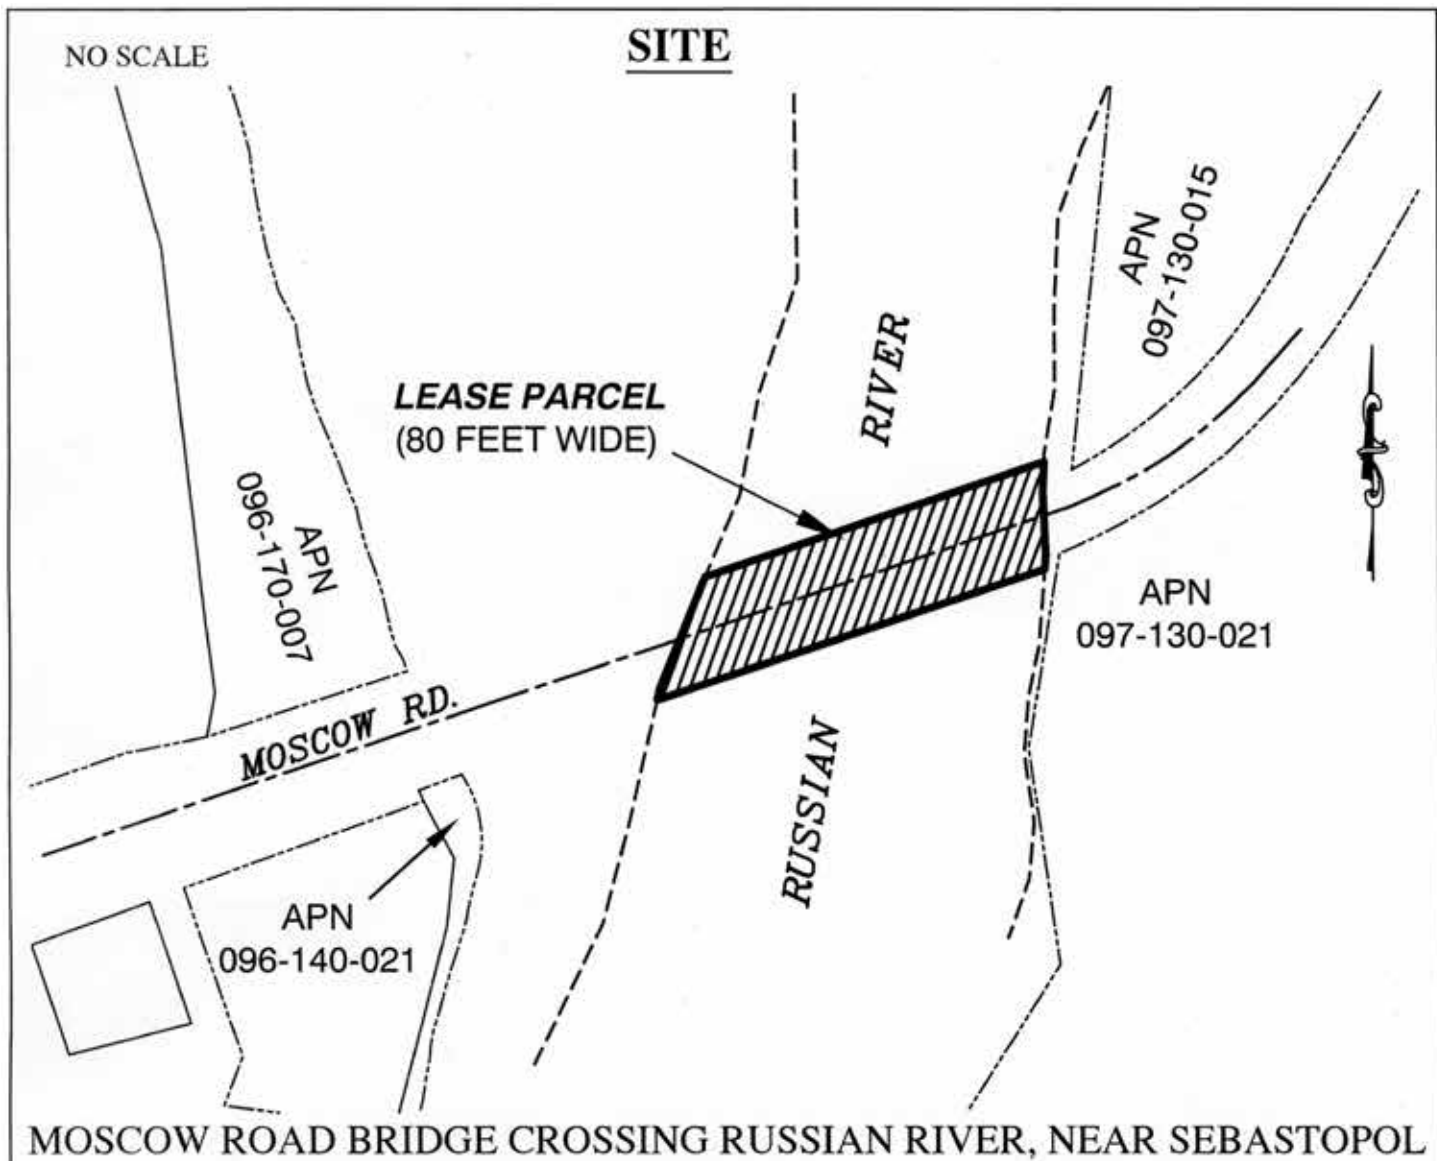 NO SCALE
SITE
APN
097-130-015
RIVER
LEASE PARCEL
(80 FEET WIDE)
APN
096-170-007
APN
097-130-021
MOSCOW RD.
RUSSIAN
APN
096-140-021
MOSCOW ROAD BRIDGE CROSSING RUSSIAN RIVER, NEAR SEBASTOPOL